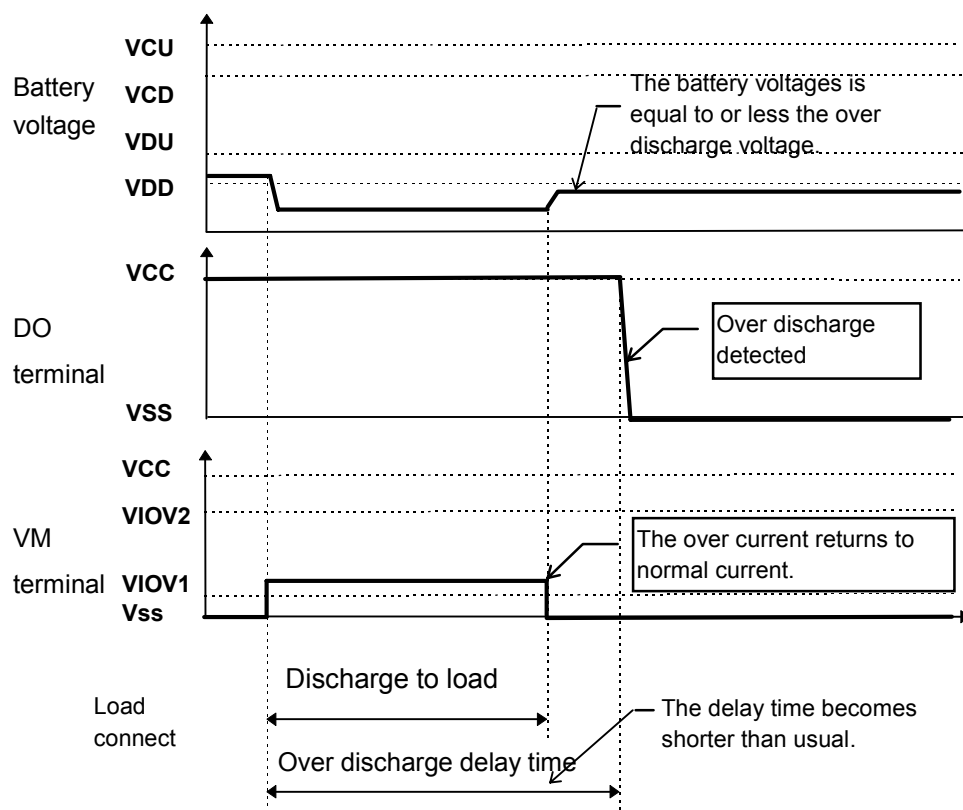 VCU
Battery
voltage
VCD
The battery voltages is
equal to or less the over
discharge voltage.
VDU
VDD
VCC
DO
terminal
Over discharge
detected
VSS
VCC
VIOV2
VM
terminal
The over current returns to
normal current.
VIOV1
Vss
Discharge to load
Load
connect
The delay time becomes
shorter than usual.
Over discharge delay time